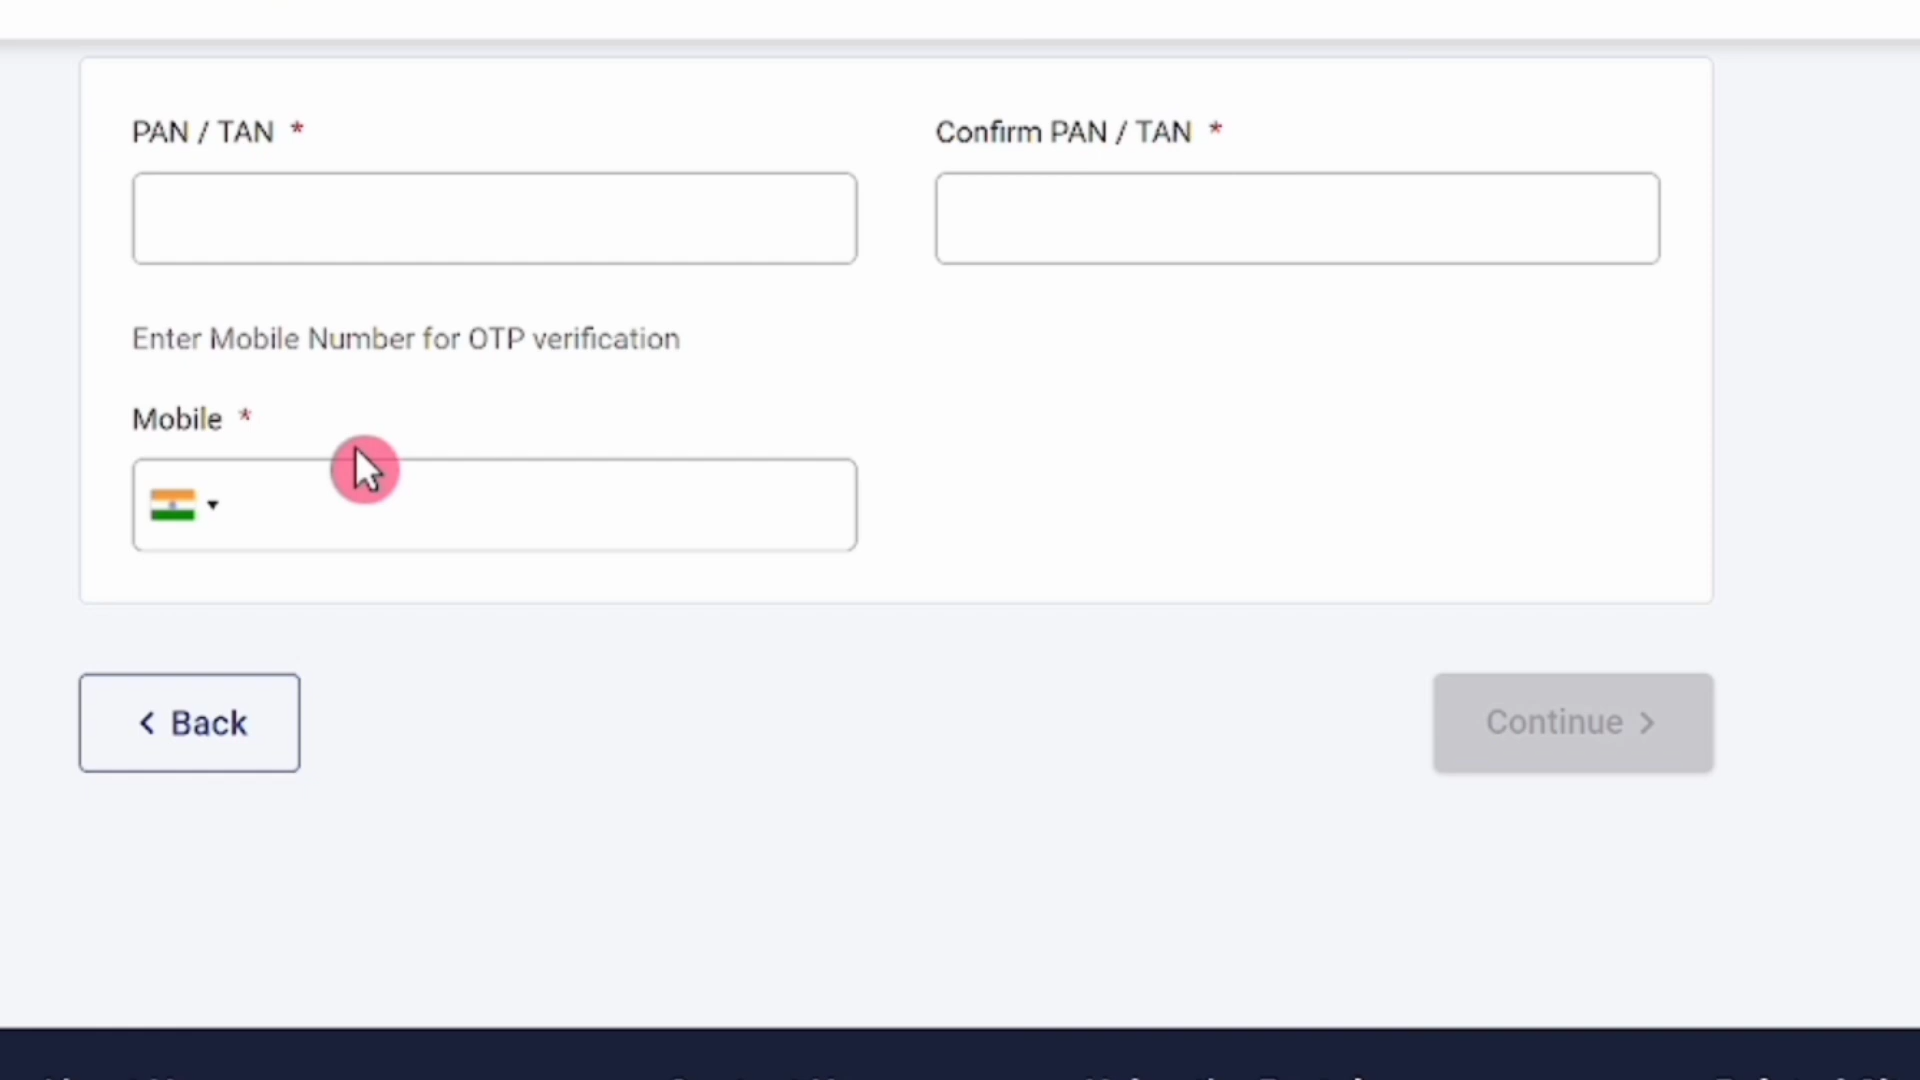 PAN / TAN *
Confirm PAN / TAN *
Enter Mobile Number for OTP verification
Mobile *
< Back
Continue >